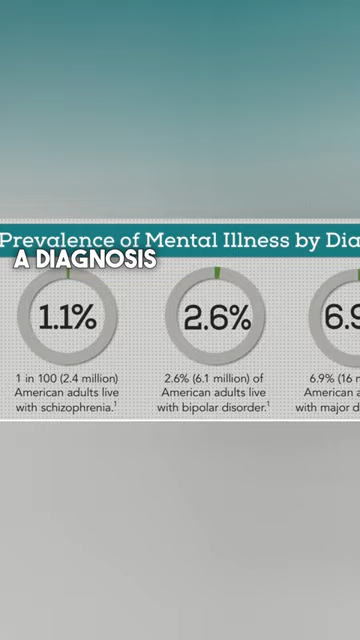 Prevalence of Mental Illness by Dia
A DIAGNOSIS
1.1%
2.6%
6.9
1 in 100 (2.4 million)
American adults live
with schizophrenia.1
2.6% (6.1 million) of
American adults live
with bipolar disorder.1
6.9% (16 m
American a
with major d